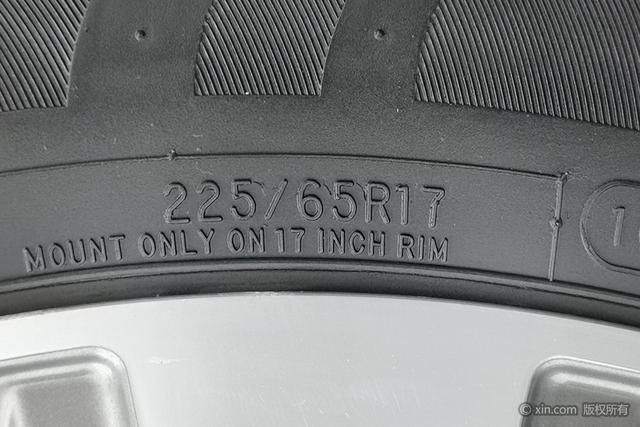 225/65R17
MOUNT ONLY ON 17 INCH RIM
© xin.com 版权所有